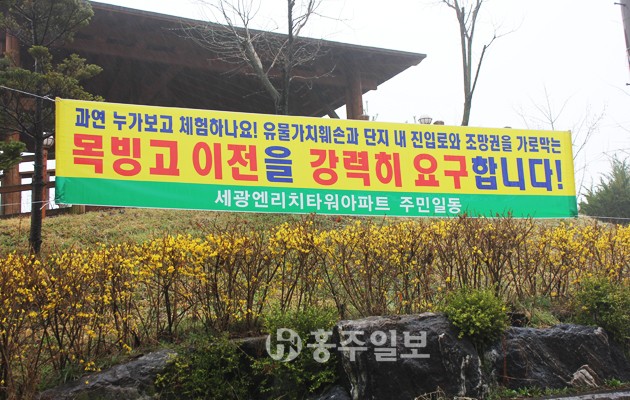 과연 누가보고 체험하나요! 유물가치훼손과 단지 내 진입로와 조망권을 가로막는
목빙고 이전을 강력히 요구합니다!
세광엔리치타워아파트 주민일동
홍주일보